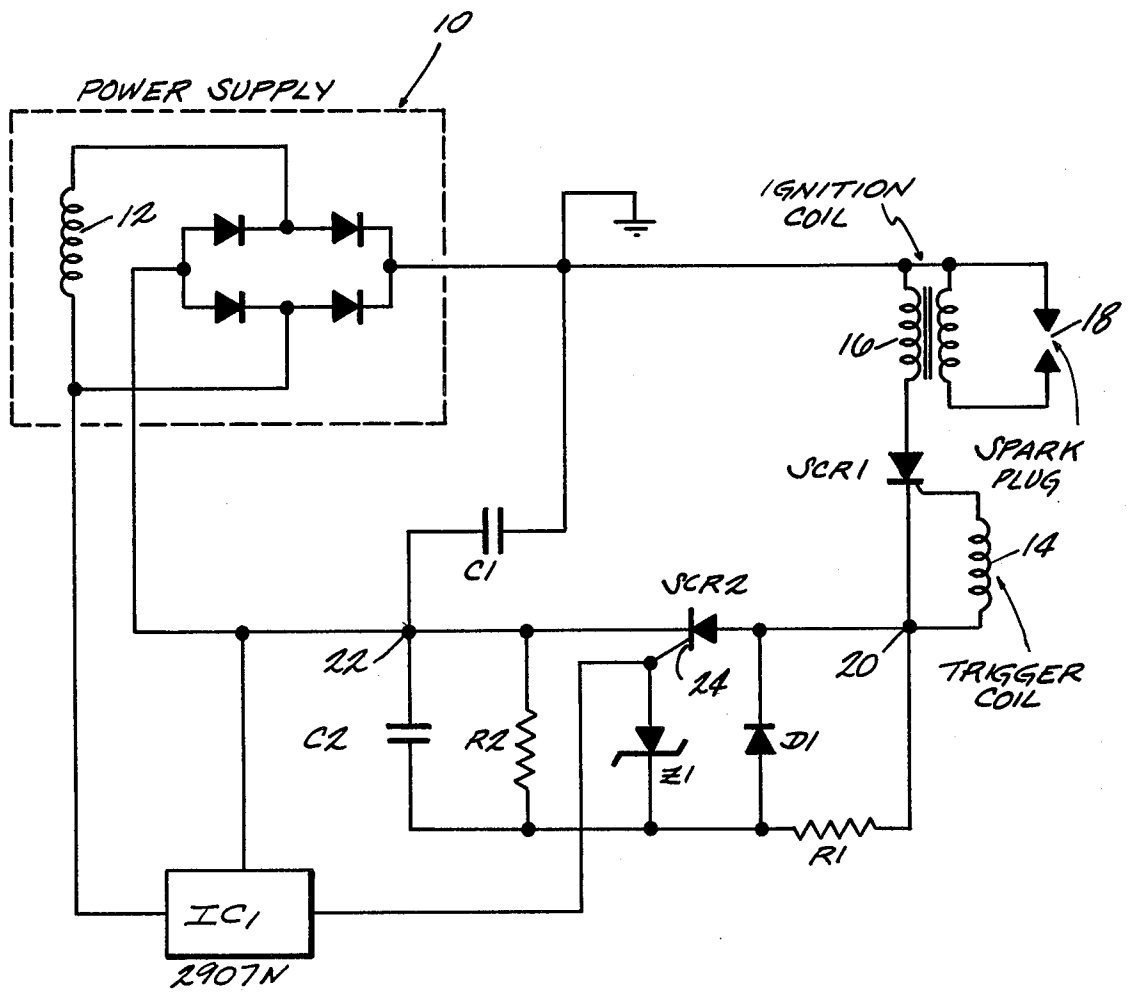 10
POWER SUPPLY
12
IGNITION
COIL
16
18
SPARK
PLUG
SCR1
14
C1
SCR2
22
24
20
TRIGGER
COIL
C2
R2
Z1
D1
R1
IC1
2907N